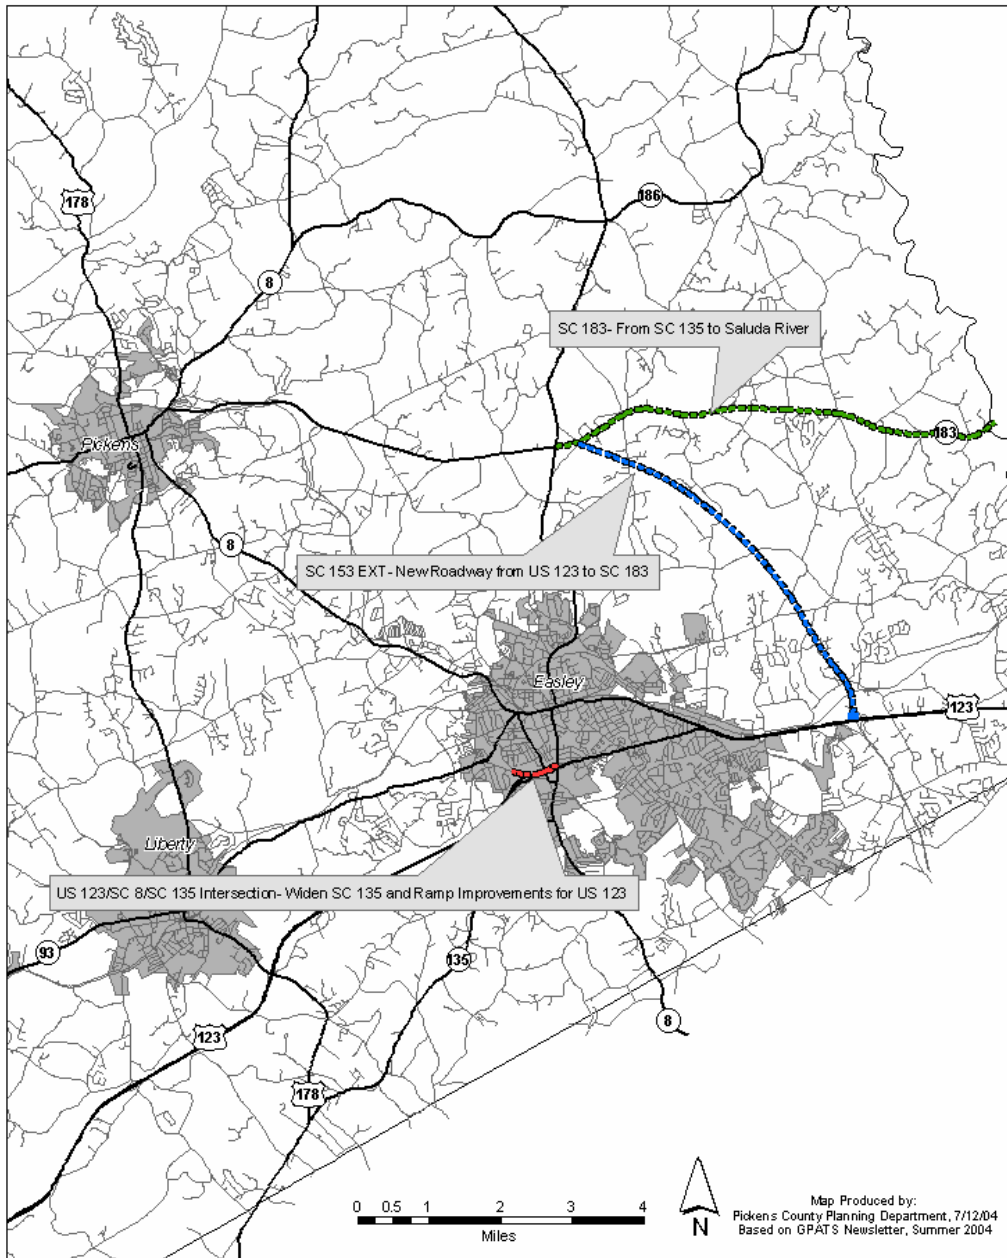 178
186
8
SC 183- From SC 135 to Saluda River
183
Pickens
8
SC 153 EXT - New Roadway from US 123 to SC 183
Easley
123
Liberty
US 123/SC 8/SC 135 Intersection- Widen SC 135 and Ramp Improvements for US 123
93
135
8
123
178
0 0.5 1 2 3 4
Miles
N
Map Produced by:
Pickens County Planning Department, 7/12/04
Based on GPATS Newsletter, Summer 2004